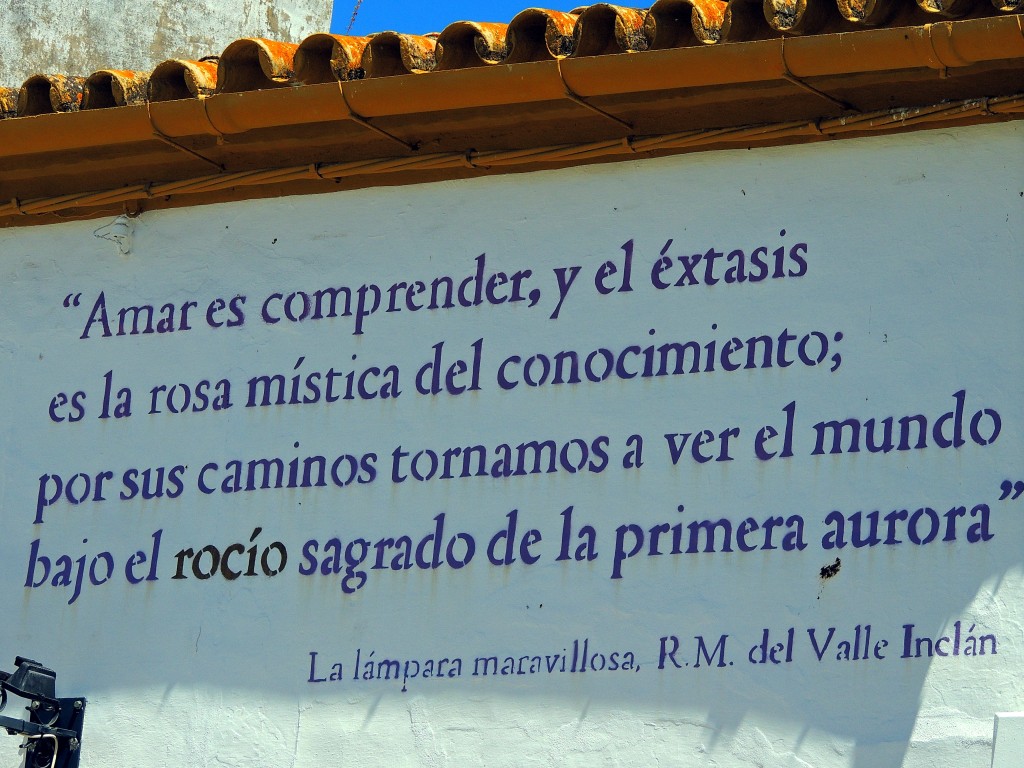 “Amar es comprender, y el éxtasis
es la rosa mística del conocimiento;
por sus caminos tornamos a ver el mundo
bajo el rocío sagrado de la primera aurora”
La lámpara maravillosa, R.M. del Valle Inclán